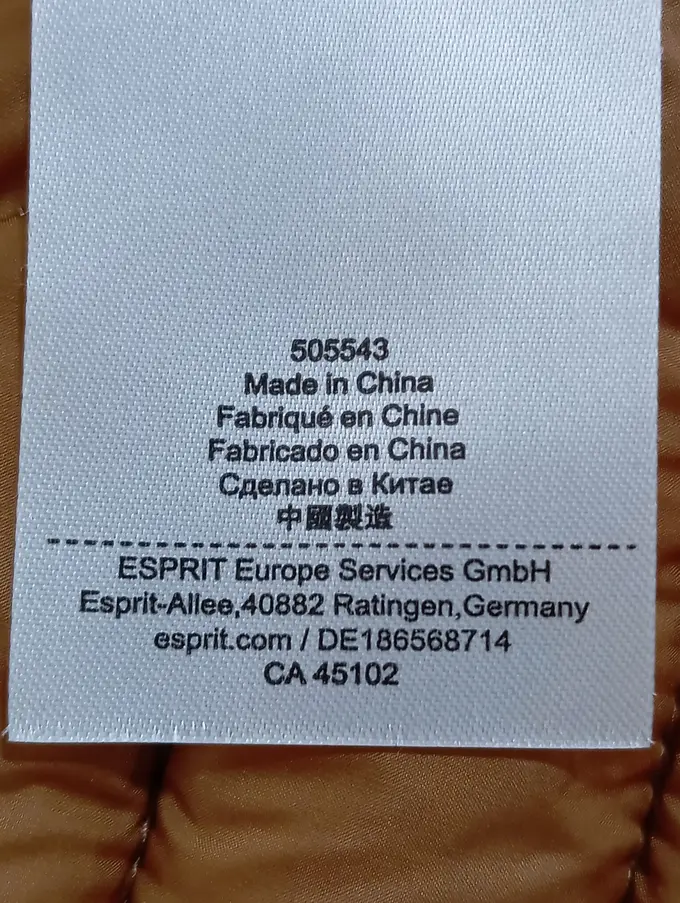 505543
Made in China
Fabriqué en Chine
Fabricado en China
Сделано в Китае
中國製造
ESPRIT Europe Services GmbH
Esprit-Allee,40882 Ratingen,Germany
esprit.com / DE186568714
CA 45102